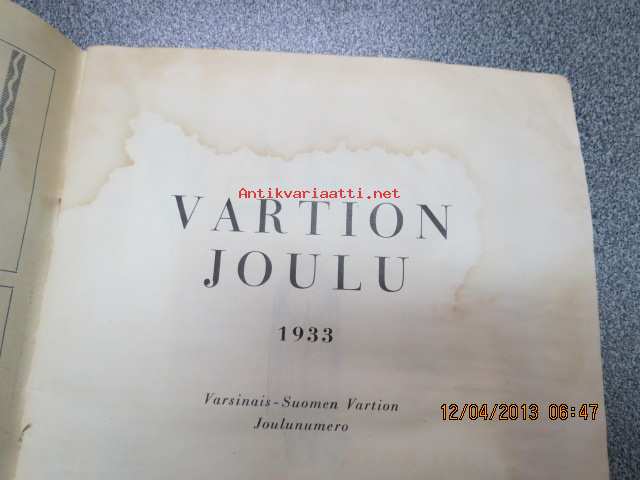 Antikvariaatti.net
VARTION
JOULU
1933
Varsinais-Suomen Vartion
Joulunumero
12/04/2013 06:47